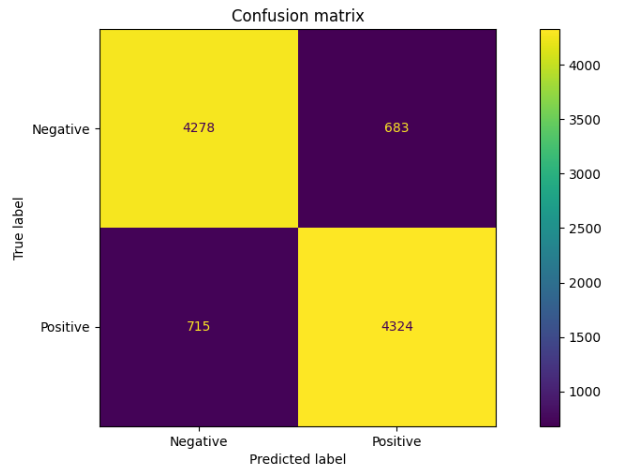 Confusion matrix
Negative
4278
683
Positive
715
4324
Negative
Positive
Predicted label
True label
4000
3500
3000
2500
2000
1500
1000